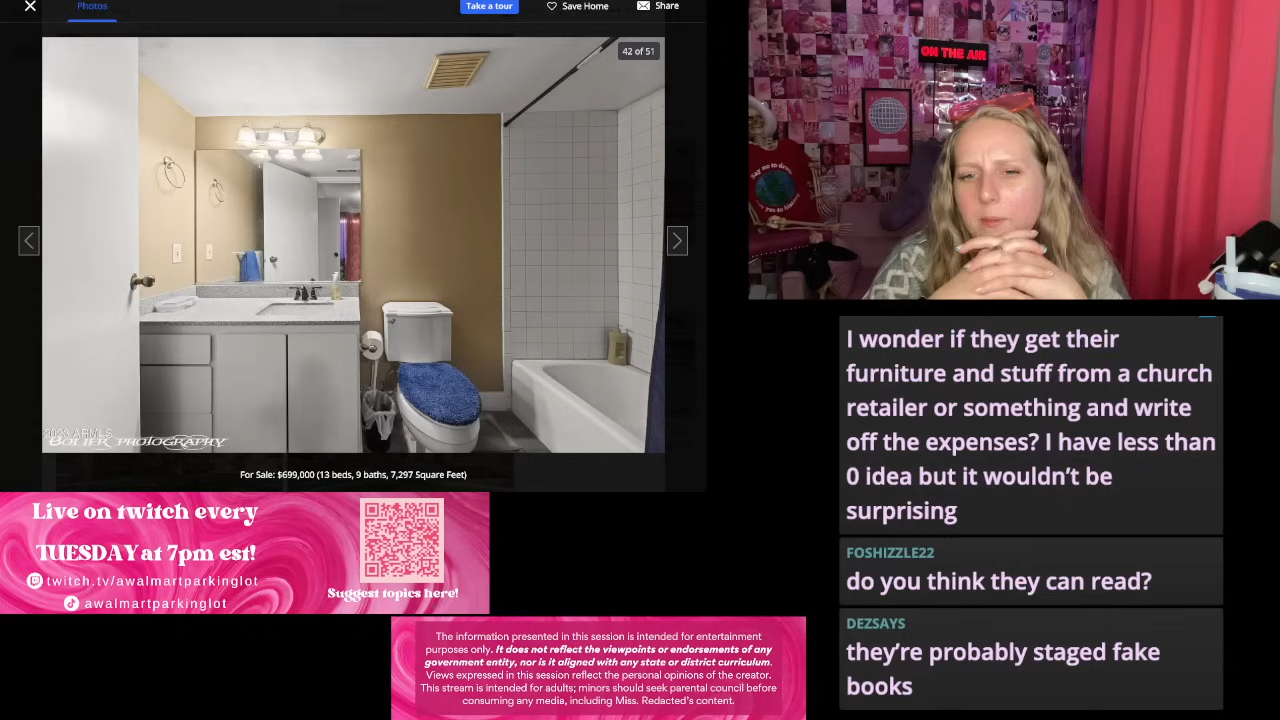 Photos
Take a tour
Save Home
Share
42 of 51
BOLIER PHOTOGRAPHY
For Sale: $699,000 (13 beds, 9 baths, 7,297 Square Feet)
ON THE AIR
Live on twitch every
TUESDAY at 7pm est!
twitch.tv/awalmartparkinglot
awalmartparkinglot
Suggest topics here!
The information presented in this session is intended for entertainment
purposes only. It does not reflect the viewpoints or endorsements of any
government entity, nor is it aligned with any state or district curriculum.
Views expressed in this session reflect the personal opinions of the creator.
This stream is intended for adults; minors should seek parental council before
consuming any media, including Miss. Redacted's content.
I wonder if they get their
furniture and stuff from a church
retailer or something and write
off the expenses? I have less than
0 idea but it wouldn't be
surprising
FOSHIZZLE22
do you think they can read?
DEZSAYS
they're probably staged fake
books